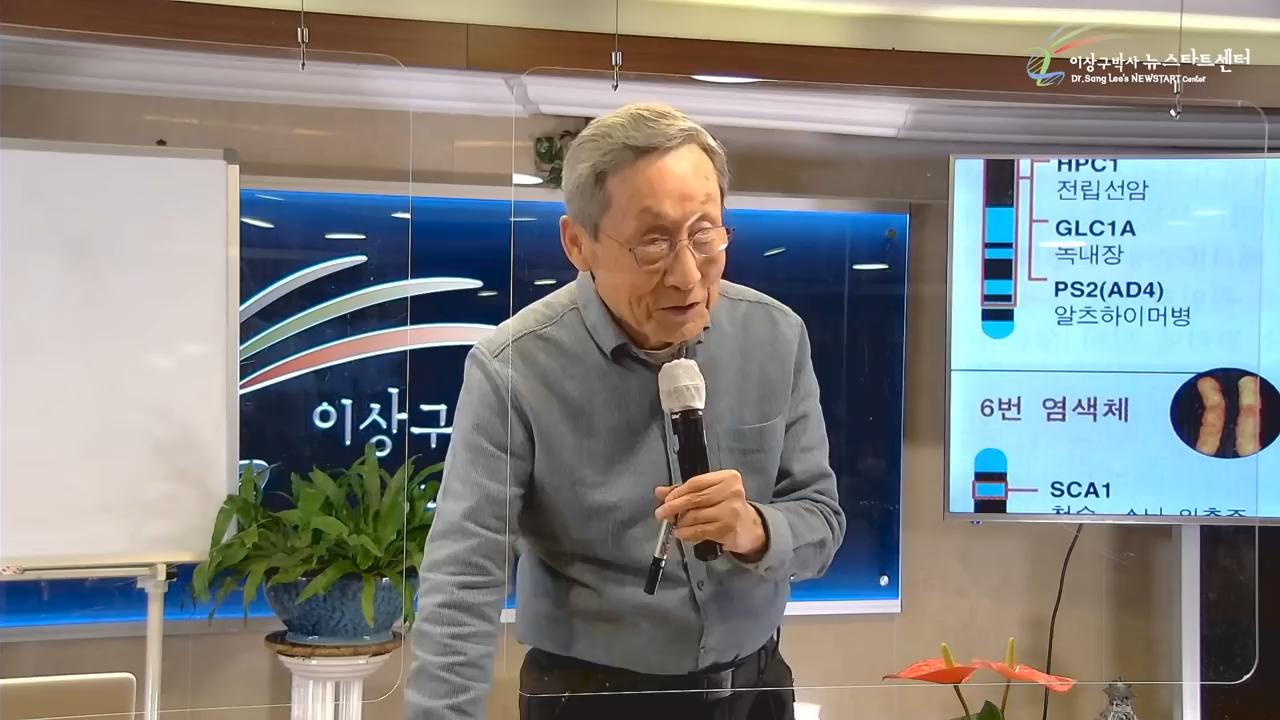 이상구박사 뉴스타트센터
Dr. Sang Lee's NEWSTART Center
HPC1
전립선암
GLC1A
녹내장
PS2(AD4)
알츠하이머병
6번 염색체
SCA1
이상구